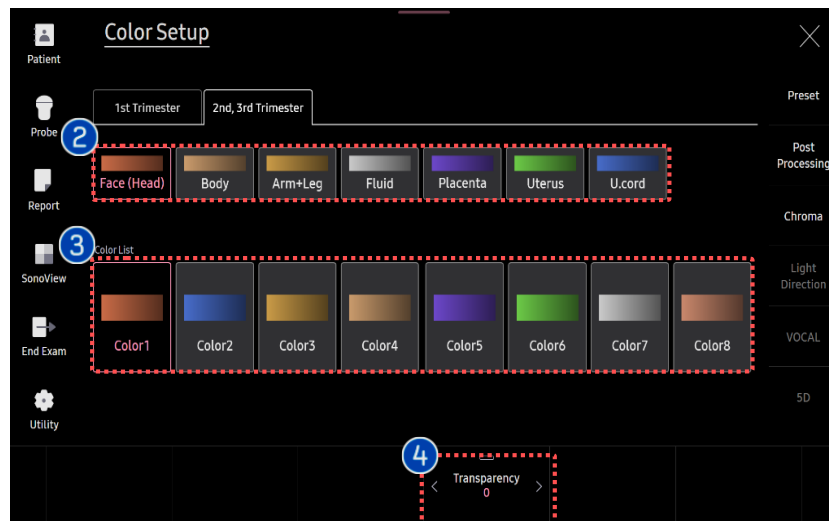 Color Setup
Patient
Preset
1st Trimester
2nd, 3rd Trimester
Probe
2
Post
Processing
Face (Head)
Body
Arm+Leg
Fluid
Placenta
Uterus
U.cord
Report
Chroma
3
Color List
SonoView
Light
Direction
Color1
Color2
Color3
Color4
Color5
Color6
Color7
Color8
End Exam
VOCAL
5D
Utility
4
Transparency
0